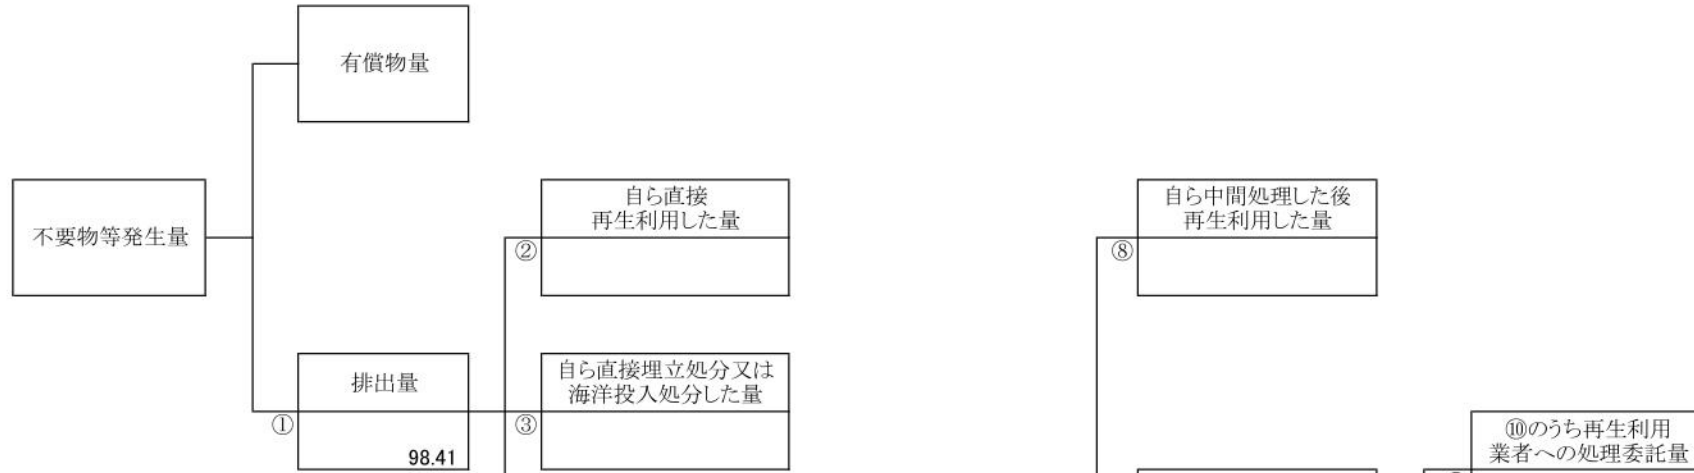 有償物量
不要物等発生量
自ら直接
再生利用した量
②
自ら中間処理した後
再生利用した量
⑧
排出量
①
98.41
自ら直接埋立処分又は
海洋投入処分した量
③
⑩のうち再生利用
業者への処理委託量